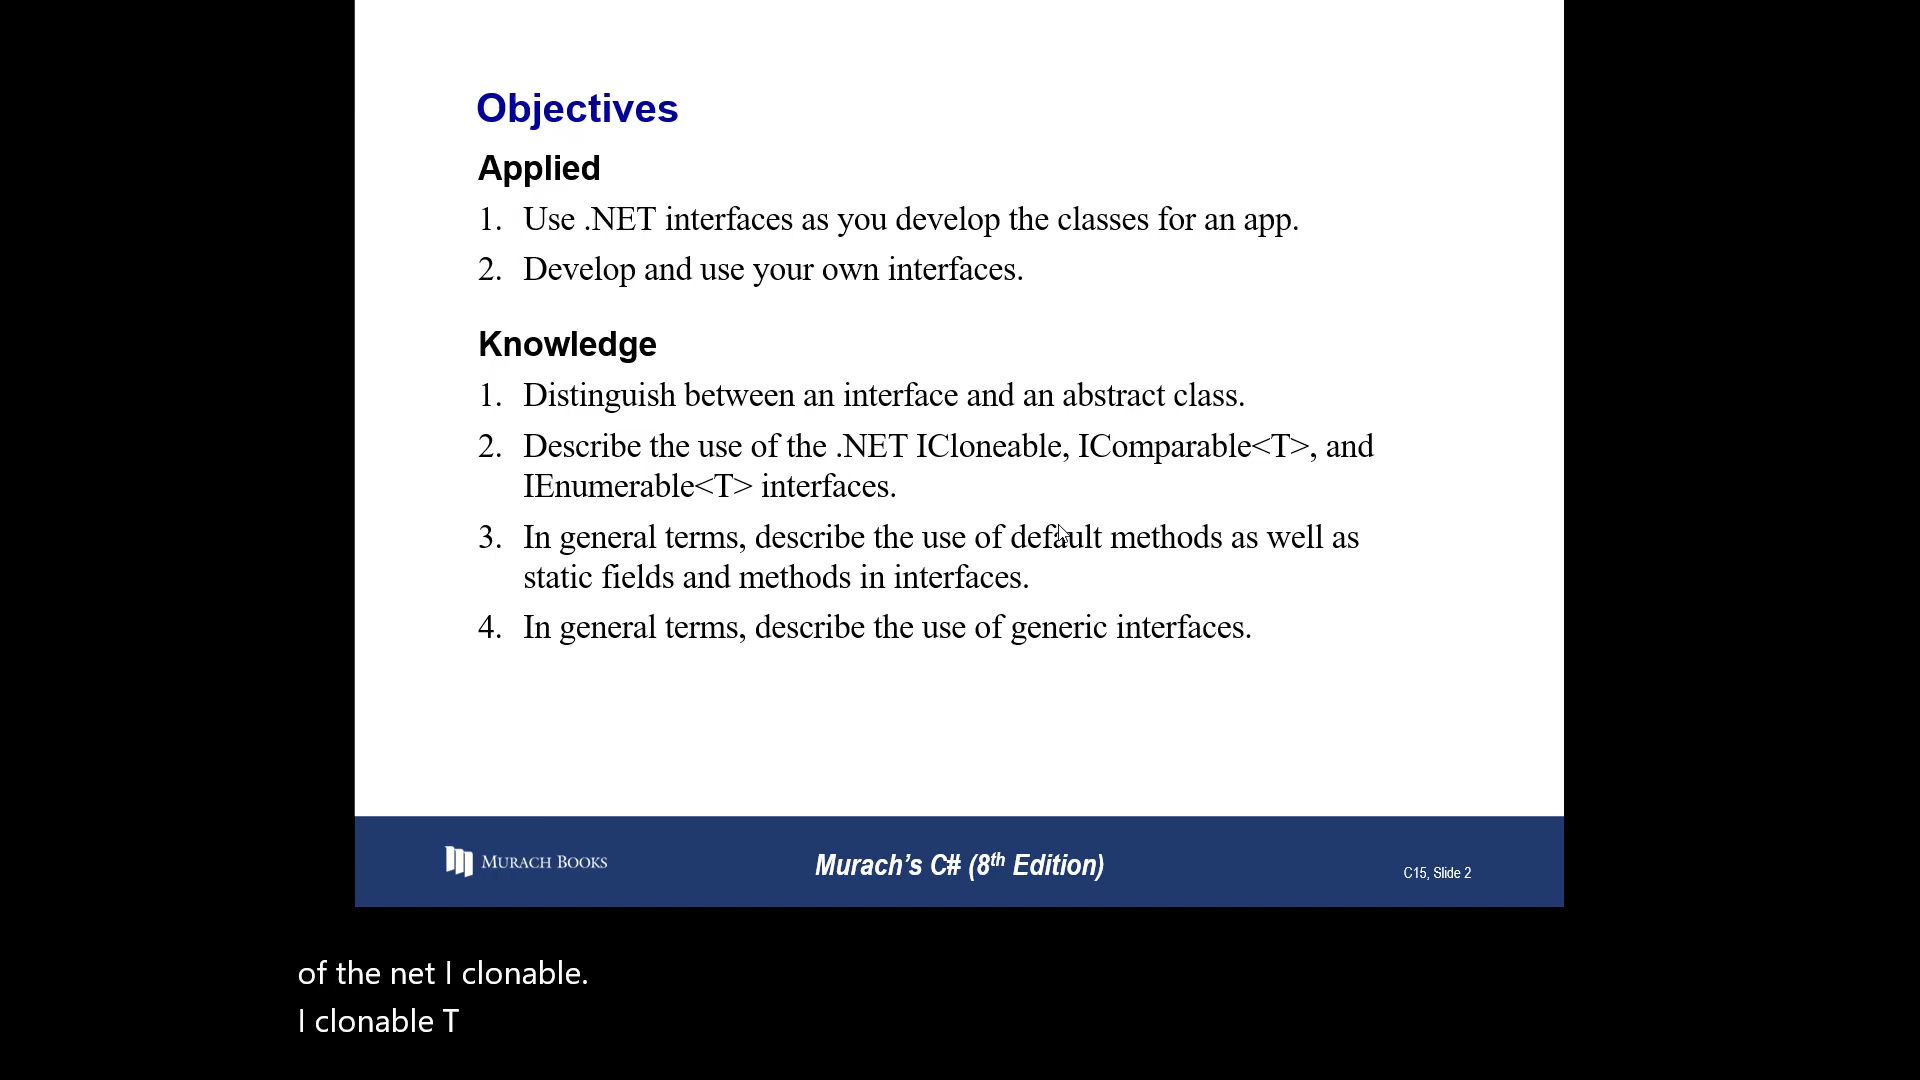 Objectives
Applied
1. Use .NET interfaces as you develop the classes for an app.
2. Develop and use your own interfaces.
Knowledge
1. Distinguish between an interface and an abstract class.
2. Describe the use of the .NET ICloneable, IComparable<T>, and
IEnumerable<T> interfaces.
3. In general terms, describe the use of default methods as well as
static fields and methods in interfaces.
4. In general terms, describe the use of generic interfaces.
MURACH BOOKS
Murach's C# (8th Edition)
C15, Slide 2
of the net I clonable.
I clonable T